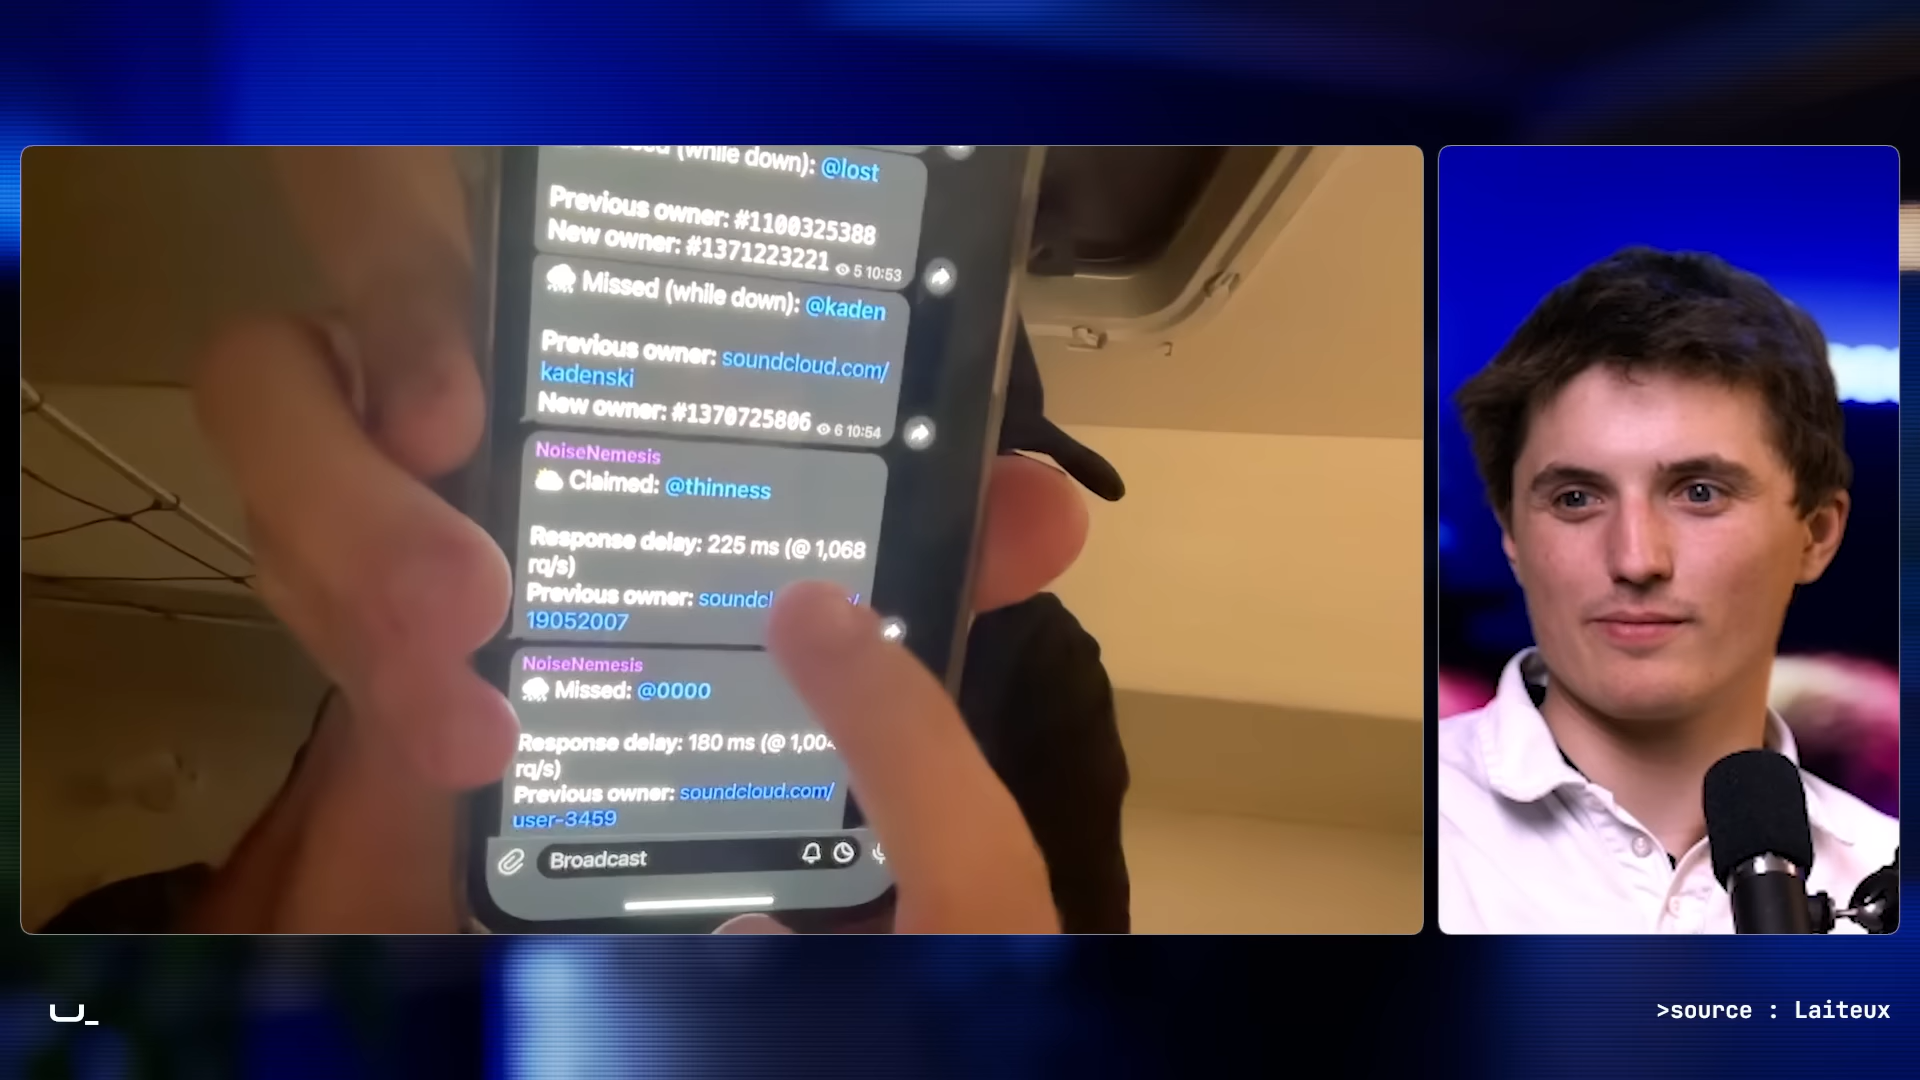 (while down): @lost
Previous owner: #1100325388
New owner: #1371223221 5 10:53
Missed (while down): @kaden
Previous owner: soundcloud.com/
kadenski
New owner: #1370725806 6 10:54
NoiseNemesis
Claimed: @thinness
Response delay: 225 ms (@ 1,068
rq/s)
Previous owner:
19052007
NoiseNemesis
Missed: @0000
Response delay: 180 ms (@
rq/s)
Previous owner: soundcloud.com/
user-3459
Broadcast
>source : Laiteux